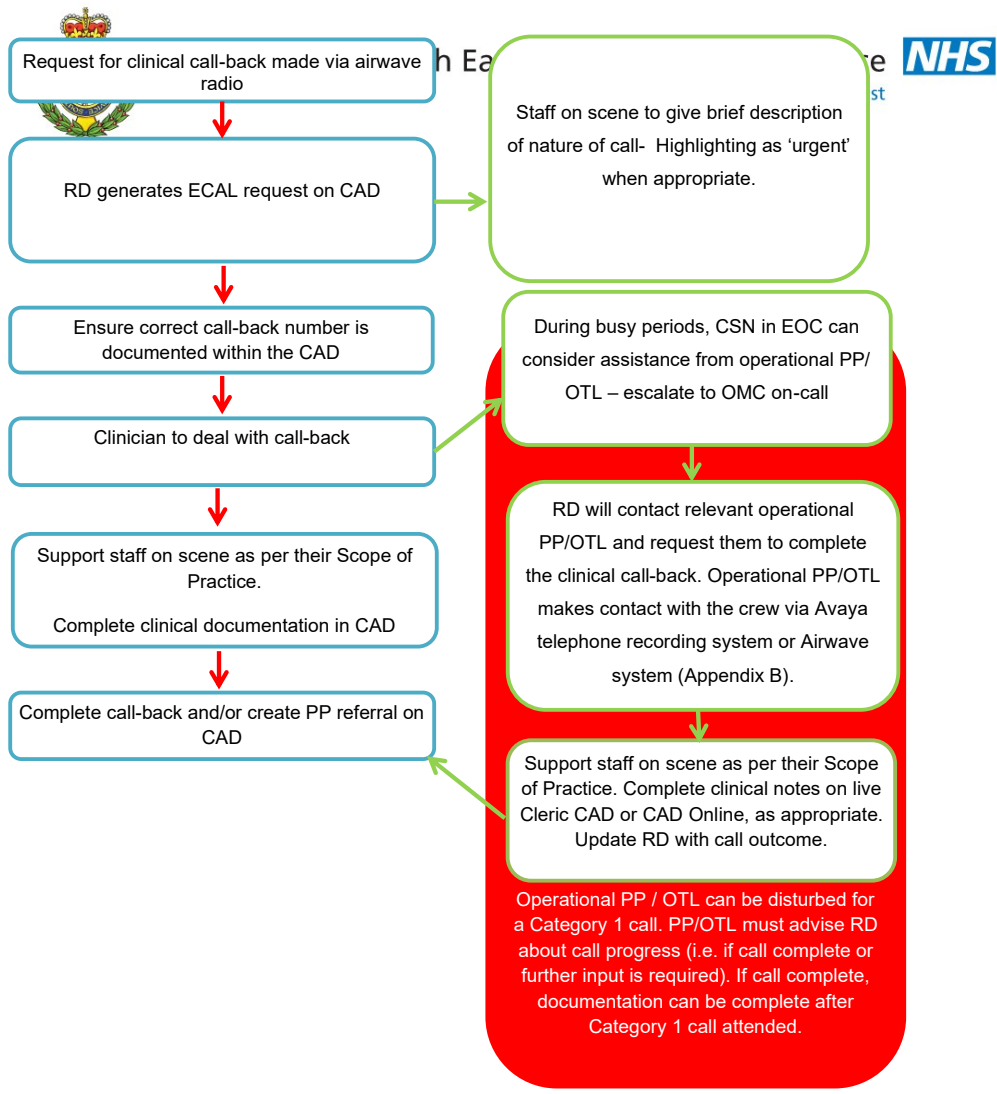 Request for clinical call-back made via airwave
radio
h Ea
e
NHS
st
Staff on scene to give brief description
of nature of call- Highlighting as ‘urgent’
when appropriate.
RD generates ECAL request on CAD
Ensure correct call-back number is
documented within the CAD
During busy periods, CSN in EOC can
consider assistance from operational PP/
OTL – escalate to OMC on-call
Clinician to deal with call-back
RD will contact relevant operational
PP/OTL and request them to complete
the clinical call-back. Operational PP/OTL
makes contact with the crew via Avaya
telephone recording system or Airwave
system (Appendix B).
Support staff on scene as per their Scope of
Practice.
Complete clinical documentation in CAD
Complete call-back and/or create PP referral on
CAD
Support staff on scene as per their Scope
of Practice. Complete clinical notes on live
Cleric CAD or CAD Online, as appropriate.
Update RD with call outcome.
Operational PP / OTL can be disturbed for
a Category 1 call. PP/OTL must advise RD
about call progress (i.e. if call complete or
further input is required). If call complete,
documentation can be complete after
Category 1 call attended.